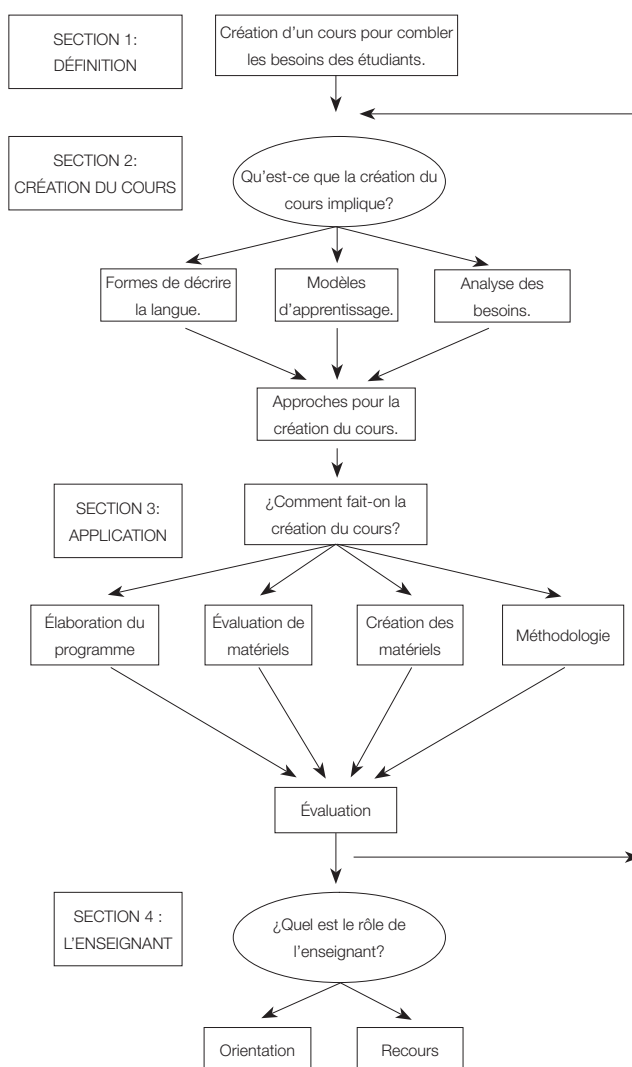 SECTION 1:
DÉFINITION
Création d'un cours pour combler
les besoins des étudiants.
SECTION 2:
CRÉATION DU COURS
Qu'est-ce que la création du
cours implique?
Formes de décrire
la langue.
Modèles
d'apprentissage.
Analyse des
besoins.
Approches pour la
création du cours.
SECTION 3:
APPLICATION
¿Comment fait-on la
création du cours?
Élaboration du
programme
Évaluation de
matériels
Création des
matériels
Méthodologie
Évaluation
SECTION 4 :
L'ENSEIGNANT
¿Quel est le rôle de
l'enseignant?
Orientation
Recours